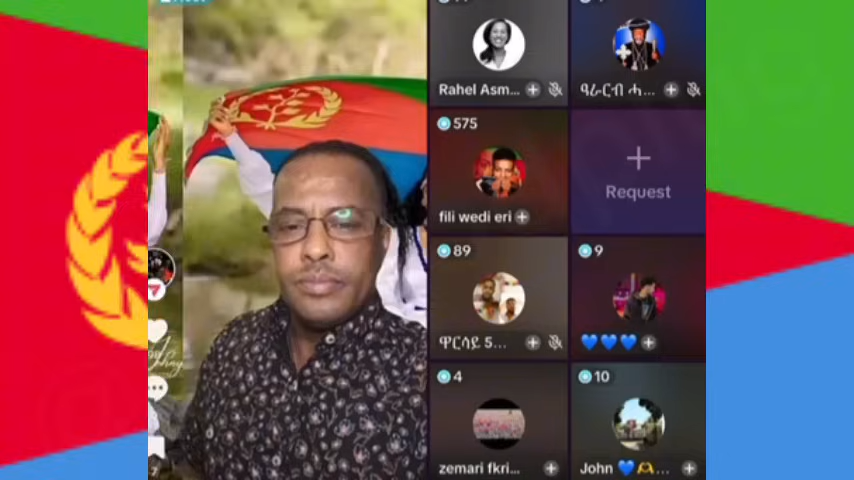 Rahel Asm...
ዓራርብ ሓ...
575
fili wedi eri
Request
89
9
ዋርሳይ 5...
💙💙💙
4
10
zemari fkri...
John 💙🫶...